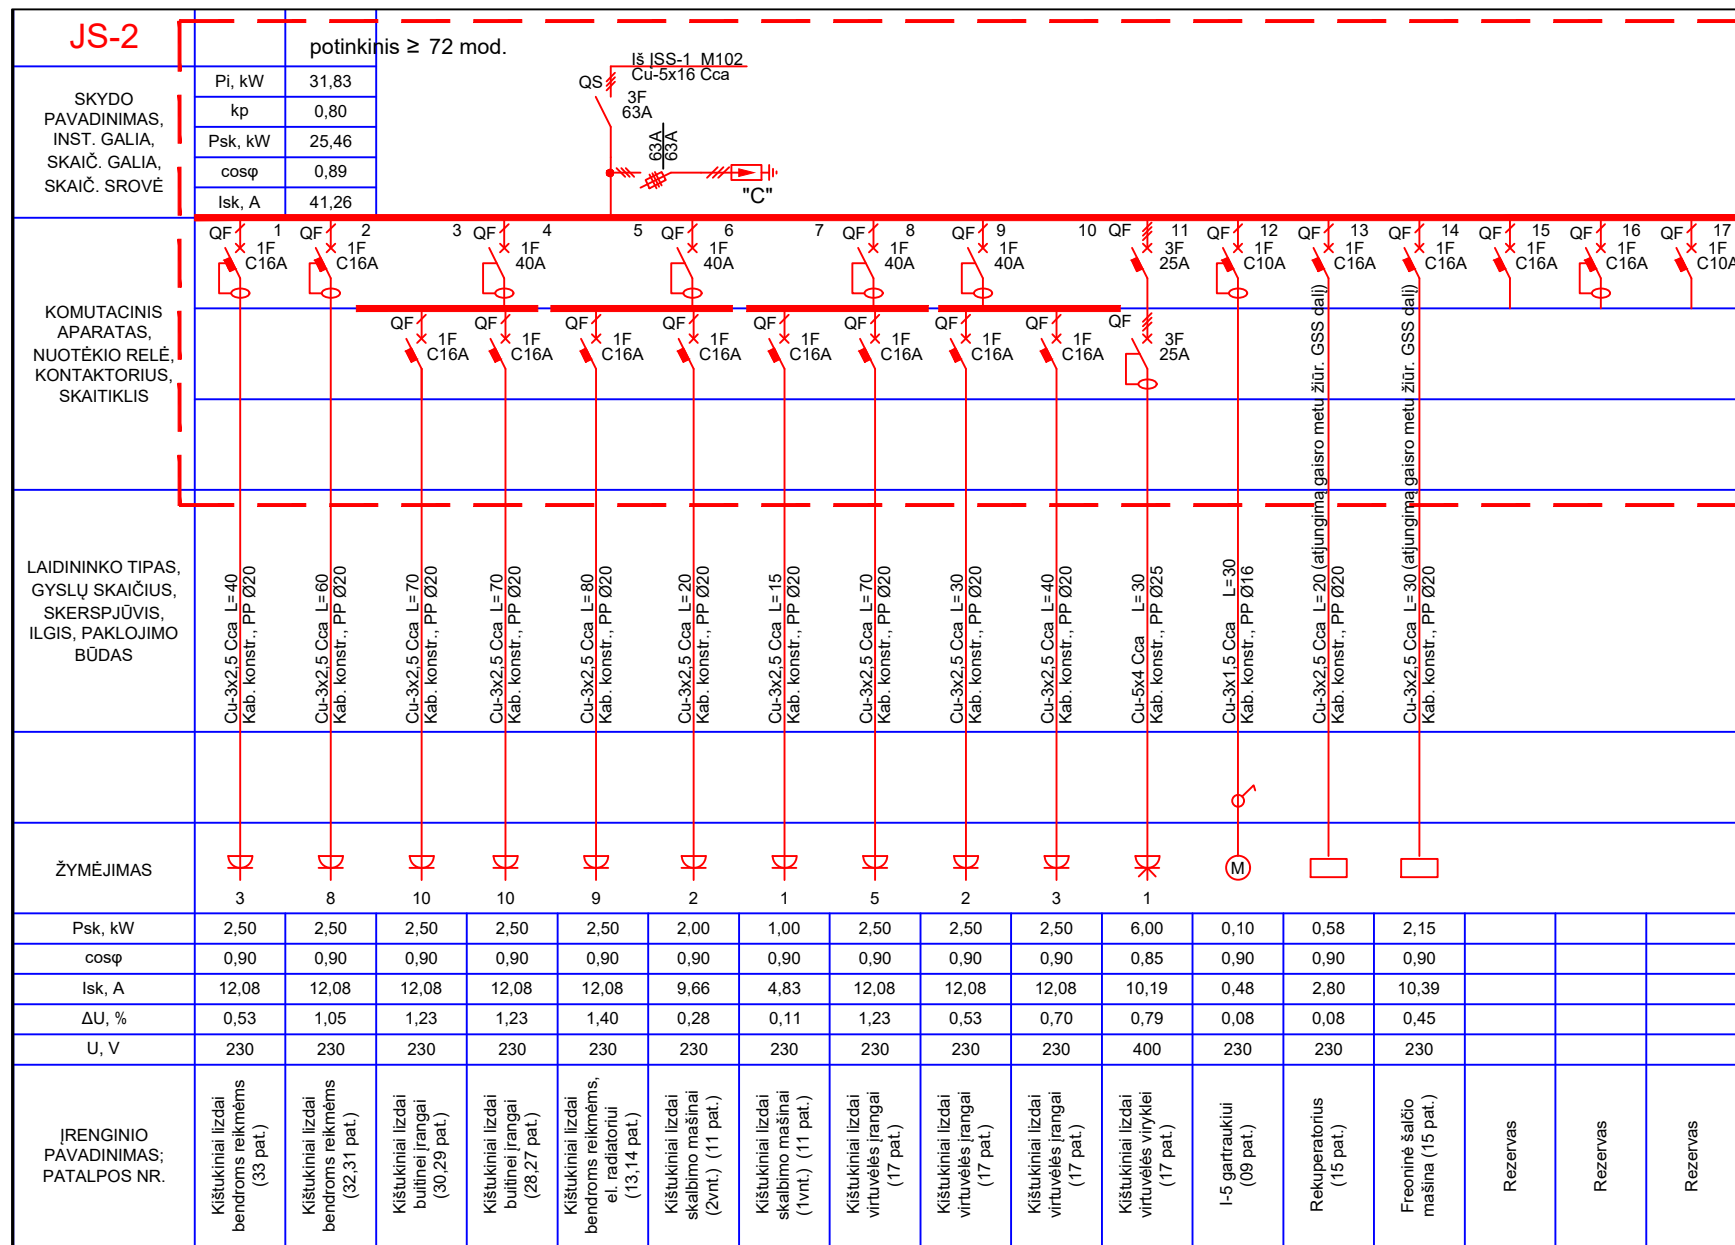 JS-2
potinkinis ≥ 72 mod.
SKYDO
PAVADINIMAS,
INST. GALIA,
SKAIČ. GALIA,
SKAIČ. SROVĖ
Pi, kW 31,83
kp 0,80
Psk, kW 25,46
cosφ 0,89
Isk, A 41,26
Iš ĮSS-1 M102
Cu-5x16 Cca
QS
3F
63A
63A
63A
"C"
KOMUTACINIS
APARATAS,
NUOTĖKIO RELĖ,
KONTAKTORIUS,
SKAITIKLIS
QF 1 QF 2 3 QF 4 5 QF 6 7 QF 8 QF 9 10 QF 11 QF 12 QF 13 QF 14 QF 15 QF 16 QF 17
1F 1F 1F 1F 1F 1F 3F 1F 1F 1F 1F 1F 1F
C16A C16A 40A 40A 40A 40A 25A C10A C16A C16A C16A C16A C10A
QF QF QF QF QF QF QF QF
1F 1F 1F 1F 1F 1F 1F 1F 3F
C16A C16A C16A C16A C16A C16A C16A C16A 25A
QF
LAIDININKO TIPAS,
GYSLŲ SKAIČIUS,
SKERSPJŪVIS,
ILGIS, PAKLOJIMO
BŪDAS
Cu-3x2,5 Cca L=40
Kab. konstr., PP Ø20
Cu-3x2,5 Cca L=60
Kab. konstr., PP Ø20
Cu-3x2,5 Cca L=70
Kab. konstr., PP Ø20
Cu-3x2,5 Cca L=70
Kab. konstr., PP Ø20
Cu-3x2,5 Cca L=80
Kab. konstr., PP Ø20
Cu-3x2,5 Cca L=20
Kab. konstr., PP Ø20
Cu-3x2,5 Cca L=15
Kab. konstr., PP Ø20
Cu-3x2,5 Cca L=70
Kab. konstr., PP Ø20
Cu-3x2,5 Cca L=30
Kab. konstr., PP Ø20
Cu-3x2,5 Cca L=40
Kab. konstr., PP Ø20
Cu-5x4 Cca L=30
Kab. konstr., PP Ø25
Cu-3x1,5 Cca L=30
Kab. konstr., PP Ø16
Cu-3x2,5 Cca L=20 (atjungimą gaisro metu žiūr. GSS dalį)
Kab. konstr., PP Ø20
Cu-3x2,5 Cca L=30 (atjungimą gaisro metu žiūr. GSS dalį)
Kab. konstr., PP Ø20
ŽYMĖJIMAS
M
3 8 10 10 9 2 1 5 2 3 1
Psk, kW 2,50 2,50 2,50 2,50 2,50 2,00 1,00 2,50 2,50 2,50 6,00 0,10 0,58 2,15
cosφ 0,90 0,90 0,90 0,90 0,90 0,90 0,90 0,90 0,90 0,90 0,85 0,90 0,90 0,90
Isk, A 12,08 12,08 12,08 12,08 12,08 9,66 4,83 12,08 12,08 12,08 10,19 0,48 2,80 10,39
ΔU, % 0,53 1,05 1,23 1,23 1,40 0,28 0,11 1,23 0,53 0,70 0,79 0,08 0,08 0,45
U, V 230 230 230 230 230 230 230 230 230 230 400 230 230 230
ĮRENGINIO
PAVADINIMAS;
PATALPOS NR.
Kištukiniai lizdai
bendroms reikmėms
(33 pat.)
Kištukiniai lizdai
bendroms reikmėms
(32,31 pat.)
Kištukiniai lizdai
buitinei įrangai
(30,29 pat.)
Kištukiniai lizdai
buitinei įrangai
(28,27 pat.)
Kištukiniai lizdai
bendroms reikmėms,
el. radiatoriui
(13,14 pat.)
Kištukiniai lizdai
skalbimo mašinai
(2vnt.) (11 pat.)
Kištukiniai lizdai
skalbimo mašinai
(1vnt.) (11 pat.)
Kištukiniai lizdai
virtuvėlės įrangai
(17 pat.)
Kištukiniai lizdai
virtuvėlės įrangai
(17 pat.)
Kištukiniai lizdai
virtuvėlės įrangai
(17 pat.)
Kištukiniai lizdai
virtuvėlės viryklei
(17 pat.)
I-5 gartraukiui
(09 pat.)
Rekuperatorius
(15 pat.)
Freoninė šalčio
mašina (15 pat.)
Rezervas
Rezervas
Rezervas